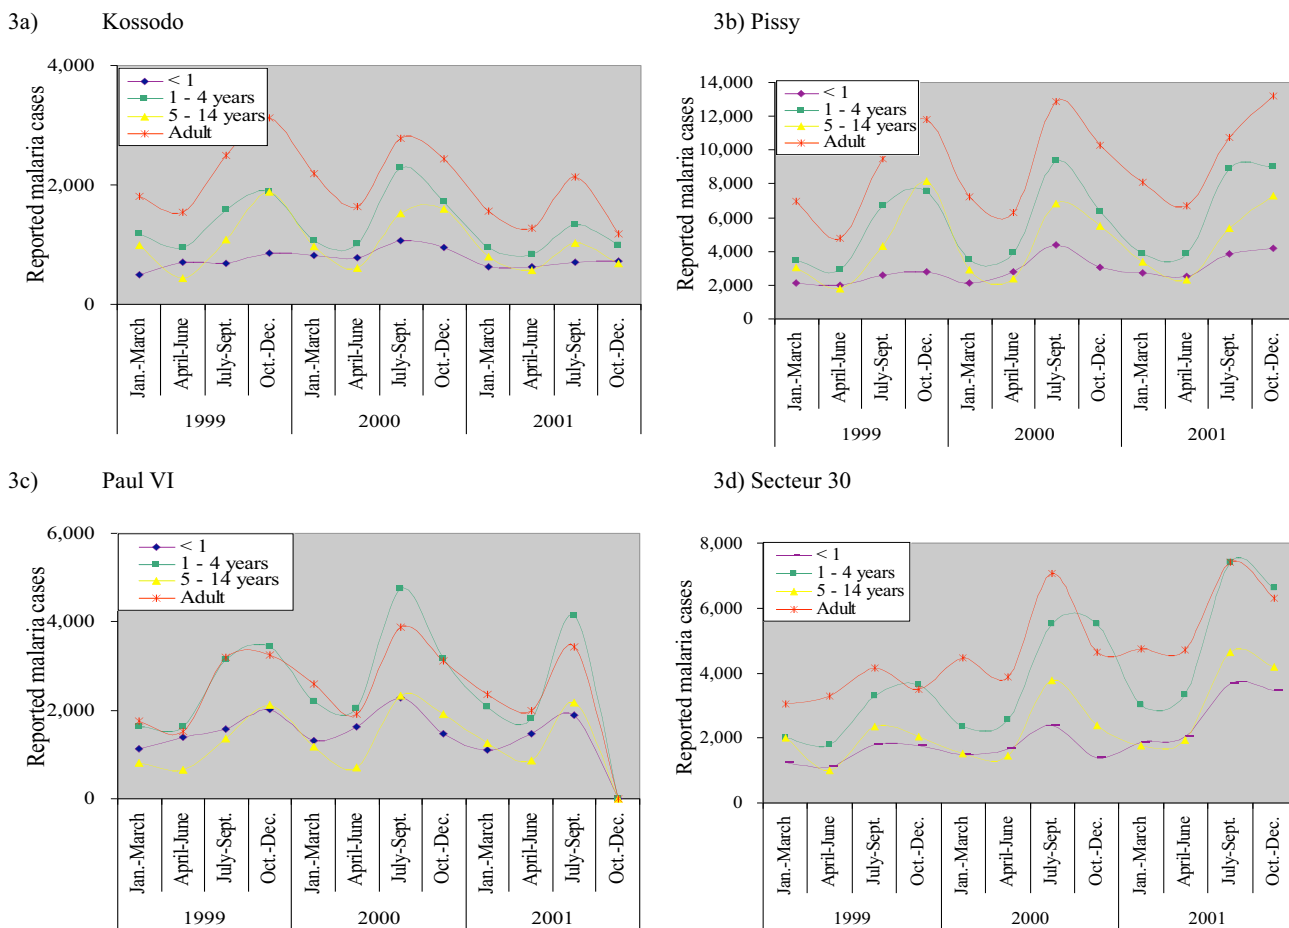 3a) Kossodo
Reported malaria cases
4,000
2,000
0
< 1
1 - 4 years
5 - 14 years
Adult
Jan.-March
April-June
July-Sept.
Oct.-Dec.
Jan.-March
April-June
July-Sept.
Oct.-Dec.
Jan.-March
April-June
July-Sept.
Oct.-Dec.
1999 2000 2001
3b) Pissy
Reported malaria cases
14,000
12,000
10,000
8,000
6,000
4,000
2,000
0
< 1
1 - 4 years
5 - 14 years
Adult
Jan.-March
April-June
July-Sept.
Oct.-Dec.
Jan.-March
April-June
July-Sept.
Oct.-Dec.
Jan.-March
April-June
July-Sept.
Oct.-Dec.
1999 2000 2001
3c) Paul VI
Reported malaria cases
6,000
4,000
2,000
0
< 1
1 - 4 years
5 - 14 years
Adult
Jan.-March
April-June
July-Sept.
Oct.-Dec.
Jan.-March
April-June
July-Sept.
Oct.-Dec.
Jan.-March
April-June
July-Sept.
Oct.-Dec.
1999 2000 2001
3d) Secteur 30
Reported malaria cases
8,000
6,000
4,000
2,000
0
< 1
1 - 4 years
5 - 14 years
Adult
Jan.-March
April-June
July-Sept.
Oct.-Dec.
Jan.-March
April-June
July-Sept.
Oct.-Dec.
Jan.-March
April-June
July-Sept.
Oct.-Dec.
1999 2000 2001